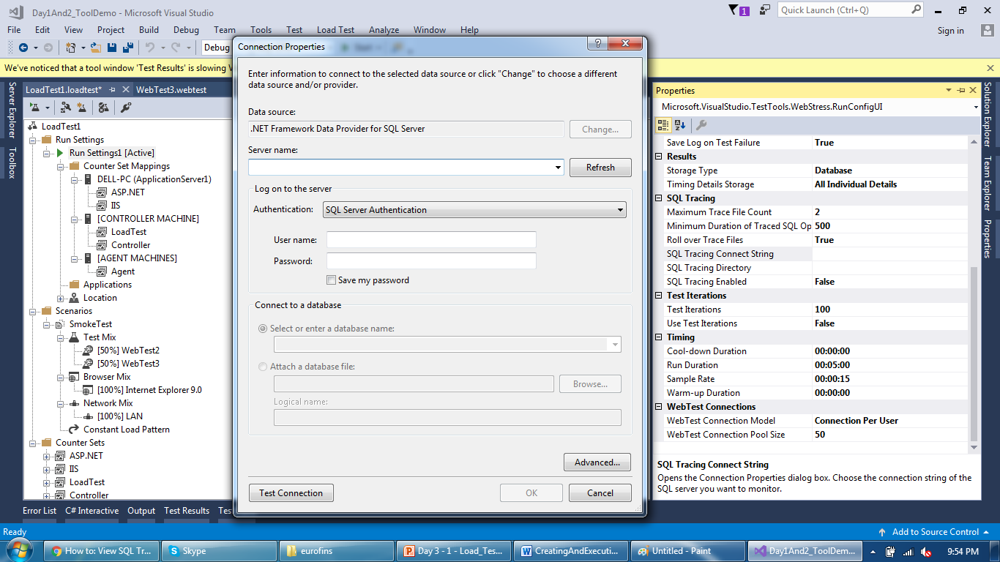 Day1And2_ToolDemo - Microsoft Visual Studio
1
Quick Launch (Ctrl+Q)
File Edit View Project Build Debug Team Tools Test Load Test Analyze Window Help
Sign in
Debug
We've noticed that a tool window 'Test Results' is slowing V
Server Explorer
Toolbox
LoadTest1.loadtest*
WebTest3.webtest
LoadTest1
Run Settings
Run Settings1 [Active]
Counter Set Mappings
DELL-PC (ApplicationServer1)
ASP.NET
IIS
[CONTROLLER MACHINE]
LoadTest
Controller
[AGENT MACHINES]
Agent
Applications
Location
Scenarios
SmokeTest
Test Mix
[50%] WebTest2
[50%] WebTest3
Browser Mix
[100%] Internet Explorer 9.0
Network Mix
[100%] LAN
Constant Load Pattern
Counter Sets
ASP.NET
IIS
LoadTest
Controller
Connection Properties
Enter information to connect to the selected data source or click "Change" to choose a different
data source and/or provider.
Data source:
.NET Framework Data Provider for SQL Server
Change...
Server name:
Refresh
Log on to the server
Authentication: SQL Server Authentication
User name:
Password:
Save my password
Connect to a database
Select or enter a database name:
Attach a database file:
Browse...
Logical name:
Advanced...
Test Connection
OK
Cancel
Properties
Microsoft.VisualStudio.TestTools.WebStress.RunConfigUI
Save Log on Test Failure True
Results
Storage Type Database
Timing Details Storage All Individual Details
SQL Tracing
Maximum Trace File Count 2
Minimum Duration of Traced SQL Op 500
Roll over Trace Files True
SQL Tracing Connect String
SQL Tracing Directory
SQL Tracing Enabled False
Test Iterations
Test Iterations 100
Use Test Iterations False
Timing
Cool-down Duration 00:00:00
Run Duration 00:05:00
Sample Rate 00:00:15
Warm-up Duration 00:00:00
WebTest Connections
WebTest Connection Model Connection Per User
WebTest Connection Pool Size 50
SQL Tracing Connect String
Opens the Connection Properties dialog box. Choose the connection string of the
SQL server you want to monitor.
Solution Explorer
Team Explorer
Properties
Error List C# Interactive Output Test Results Tes
Ready
Add to Source Control
How to: View SQL Tr...
Skype
eurofins
Day 3 - 1 - Load_Tes...
CreatingAndExecuti...
Untitled - Paint
Day1And2_ToolDem...
9:54 PM